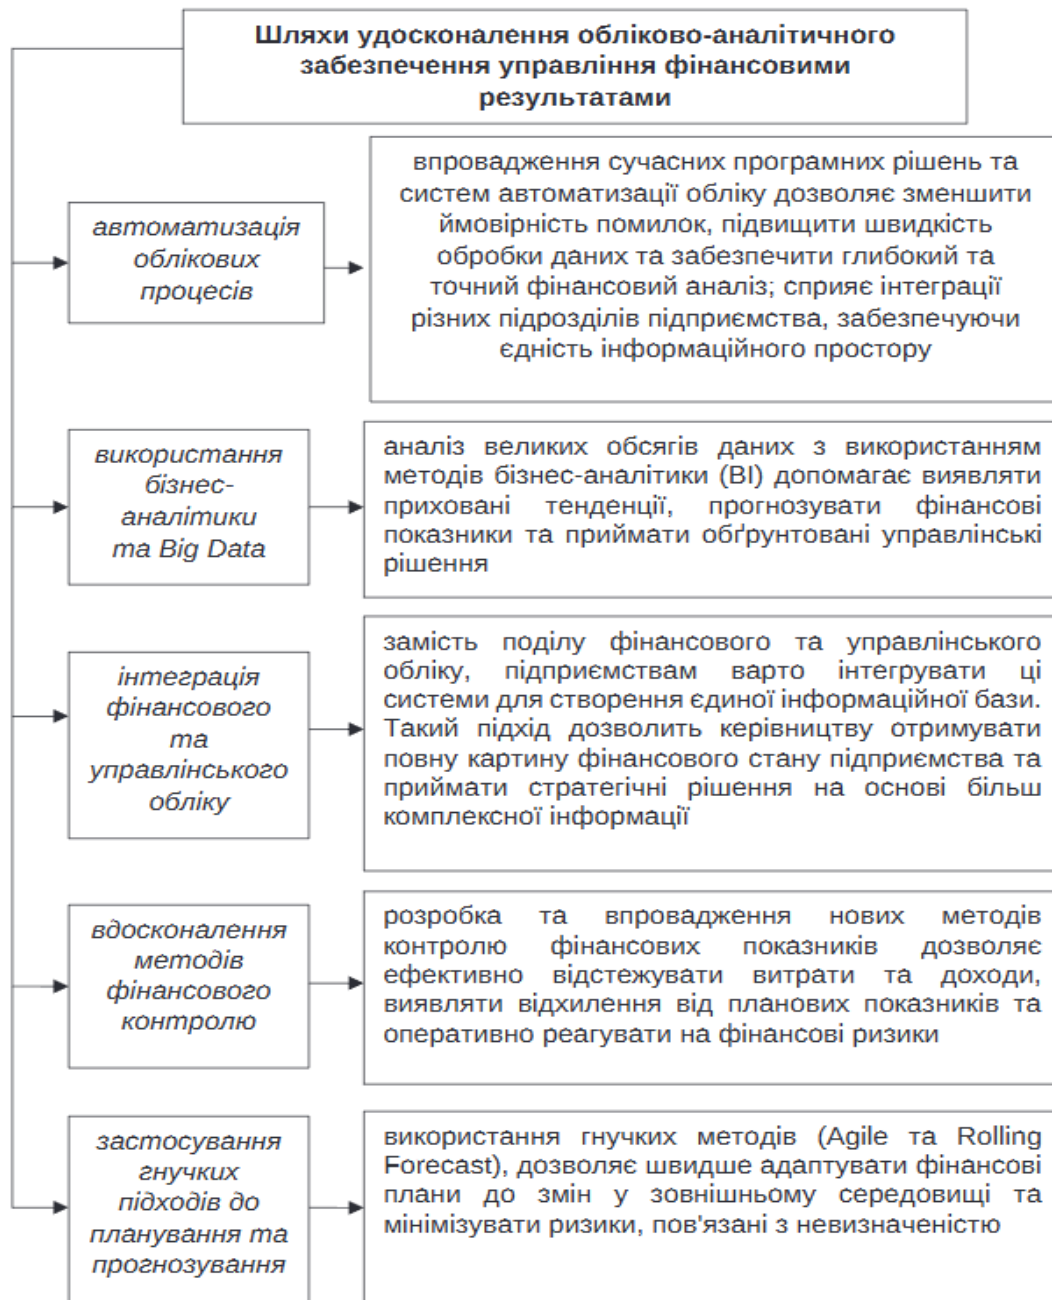 Шляхи удосконалення обліково-аналітичного
забезпечення управління фінансовими
результатами
автоматизація
облікових
процесів
впровадження сучасних програмних рішень та
систем автоматизації обліку дозволяє зменшити
ймовірність помилок, підвищити швидкість
обробки даних та забезпечити глибокий та
точний фінансовий аналіз; сприяє інтеграції
різних підрозділів підприємства, забезпечуючи
єдність інформаційного простору
використання
бізнес-
аналітики
та Big Data
аналіз великих обсягів даних з використанням
методів бізнес-аналітики (BI) допомагає виявляти
приховані тенденції, прогнозувати фінансові
показники та приймати обґрунтовані управлінські
рішення
інтеграція
фінансового
та
управлінського
обліку
замість поділу фінансового та управлінського
обліку, підприємствам варто інтегрувати ці
системи для створення єдиної інформаційної бази.
Такий підхід дозволить керівництву отримувати
повну картину фінансового стану підприємства та
приймати стратегічні рішення на основі більш
комплексної інформації
вдосконалення
методів
фінансового
контролю
розробка та впровадження нових методів
контролю фінансових показників дозволяє
ефективно відстежувати витрати та доходи,
виявляти відхилення від планових показників та
оперативно реагувати на фінансові ризики
застосування
гнучких
підходів до
планування та
прогнозування
використання гнучких методів (Agile та Rolling
Forecast), дозволяє швидше адаптувати фінансові
плани до змін у зовнішньому середовищі та
мінімізувати ризики, пов'язані з невизначеністю